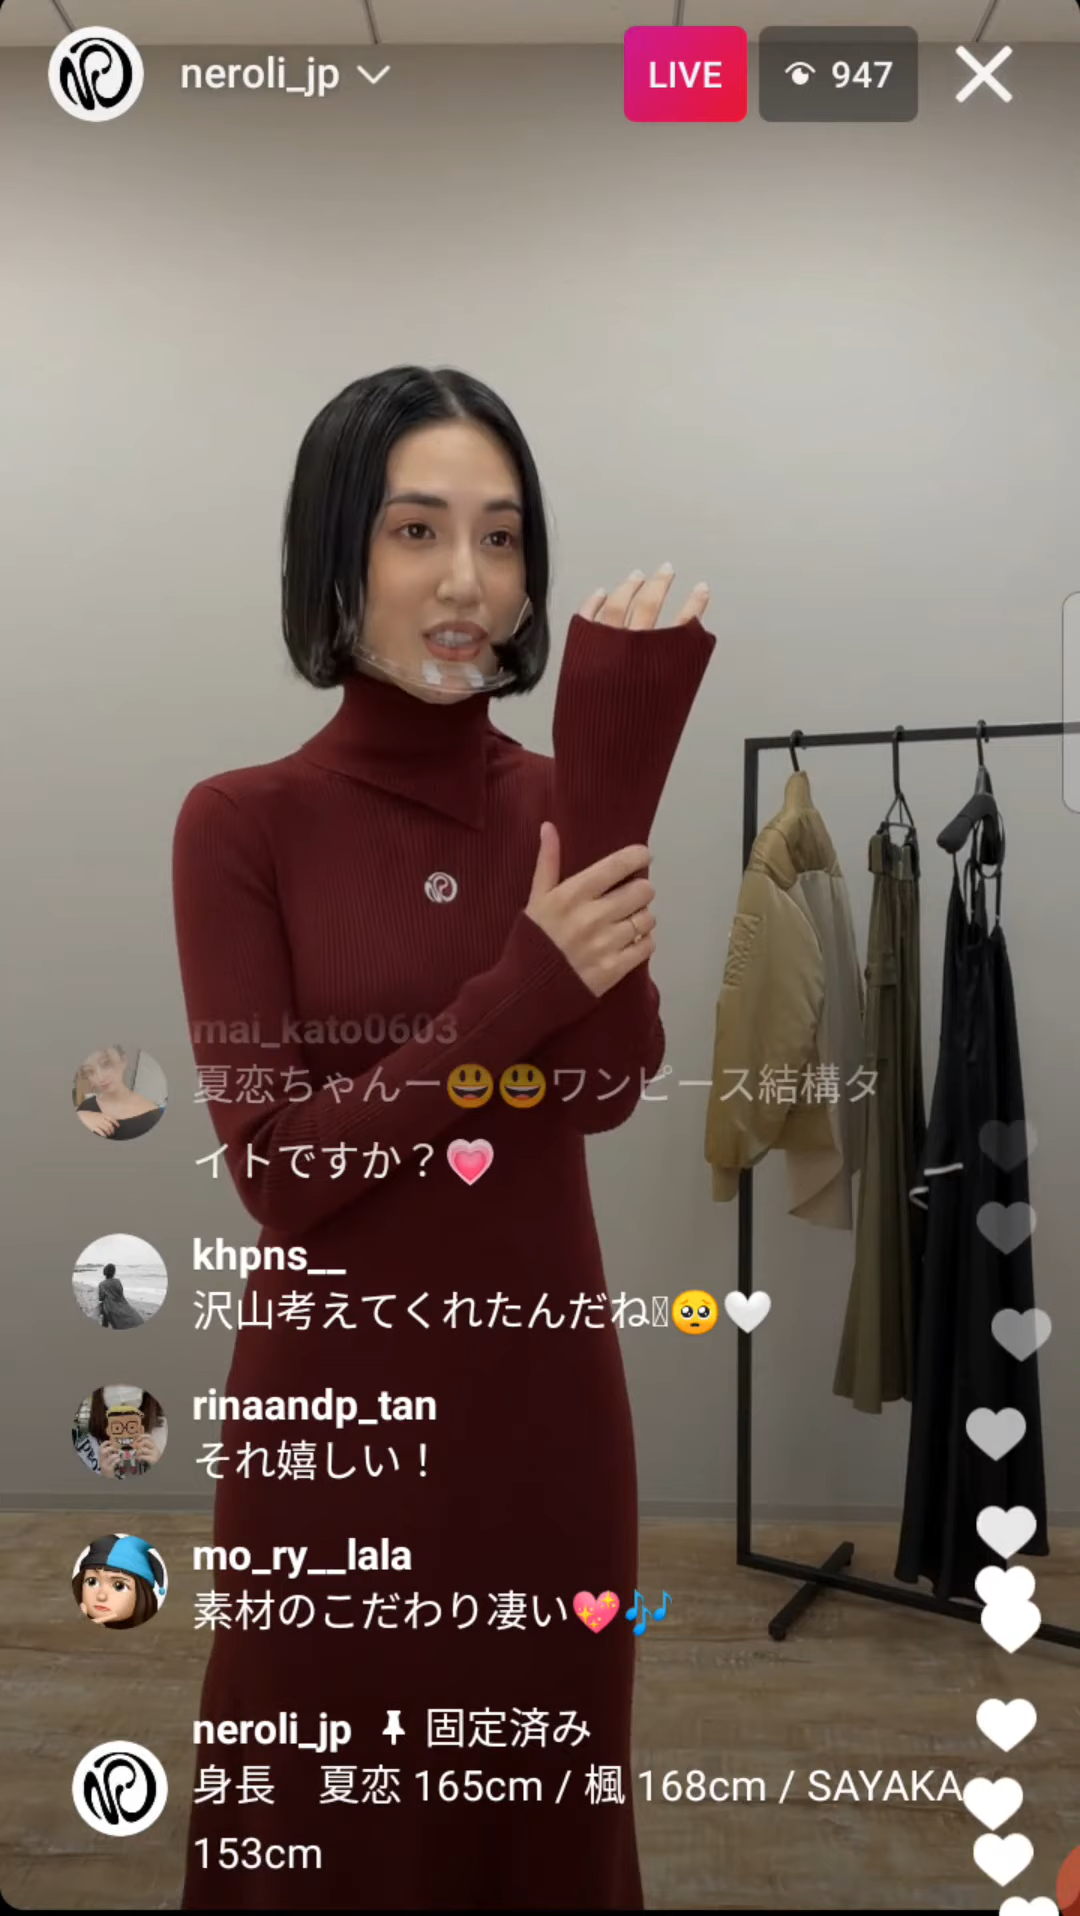 neroli_jp
LIVE
947
mai_kato0603
夏恋ちゃんー😃😃ワンピース結構タ
イトですか？💗
khpns__
沢山考えてくれたんだね🥺🤍
rinaandp_tan
それ嬉しい！
mo_ry__lala
素材のこだわり凄い💖🎶
neroli_jp 固定済み
身長　夏恋 165cm / 楓 168cm / SAYAKA
153cm